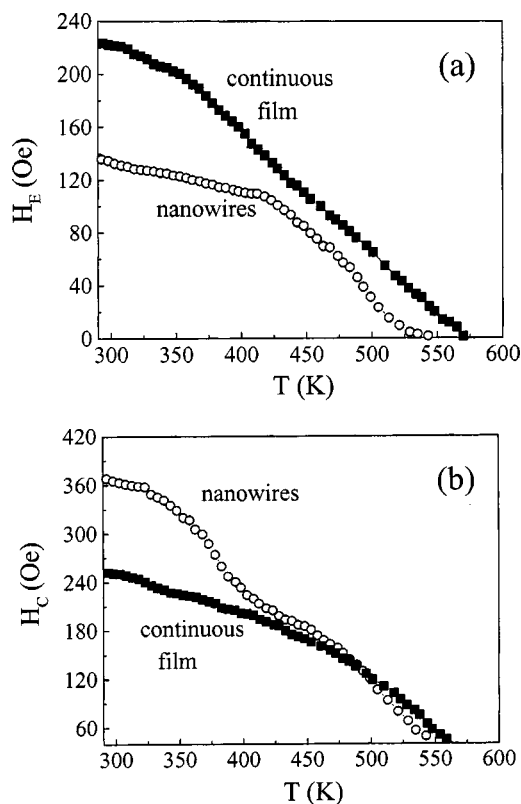 240
200
160
120
80
40
0
H_E (Oe)
(a)
continuous
film
nanowires
300 350 400 450 500 550 600
T (K)
420
360
300
240
180
120
60
H_C (Oe)
(b)
nanowires
continuous
film
300 350 400 450 500 550 600
T (K)